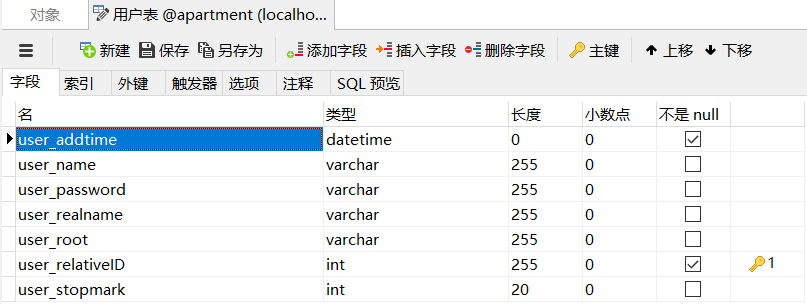 对象 用户表 @apartment (localho...
新建 保存 另存为 添加字段 插入字段 删除字段 主键 上移 下移
字段 索引 外键 触发器 选项 注释 SQL 预览
名 类型 长度 小数点 不是 null
user_addtime datetime 0 0
user_name varchar 255 0
user_password varchar 255 0
user_realname varchar 255 0
user_root varchar 255 0
user_relativeID int 255 0 1
user_stopmark int 20 0